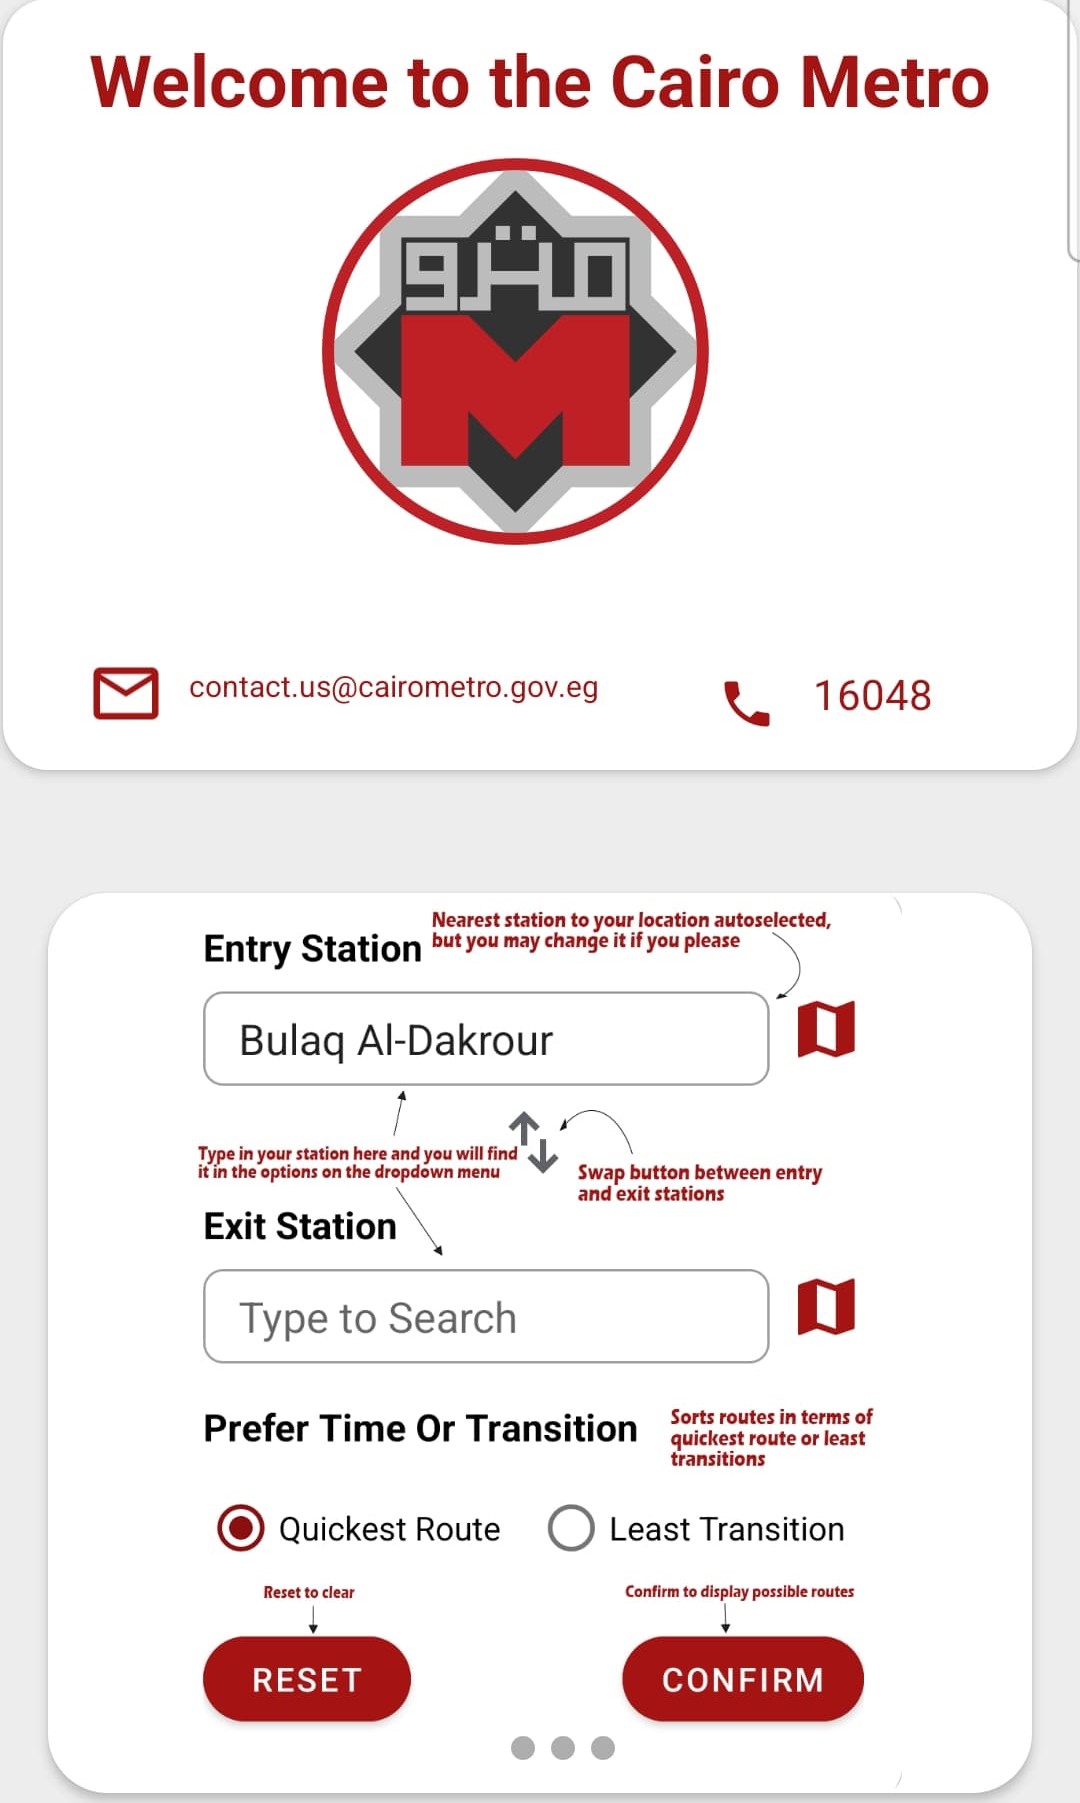 Welcome to the Cairo Metro
مترو
M
contact.us@cairometro.gov.eg
16048
Nearest station to your location autoselected,
but you may change it if you please
Entry Station
Bulaq Al-Dakrour
Type in your station here and you will find
it in the options on the dropdown menu
Swap button between entry
and exit stations
Exit Station
Type to Search
Prefer Time Or Transition
Sorts routes in terms of
quickest route or least
transitions
Quickest Route
Least Transition
Reset to clear
Confirm to display possible routes
RESET
CONFIRM